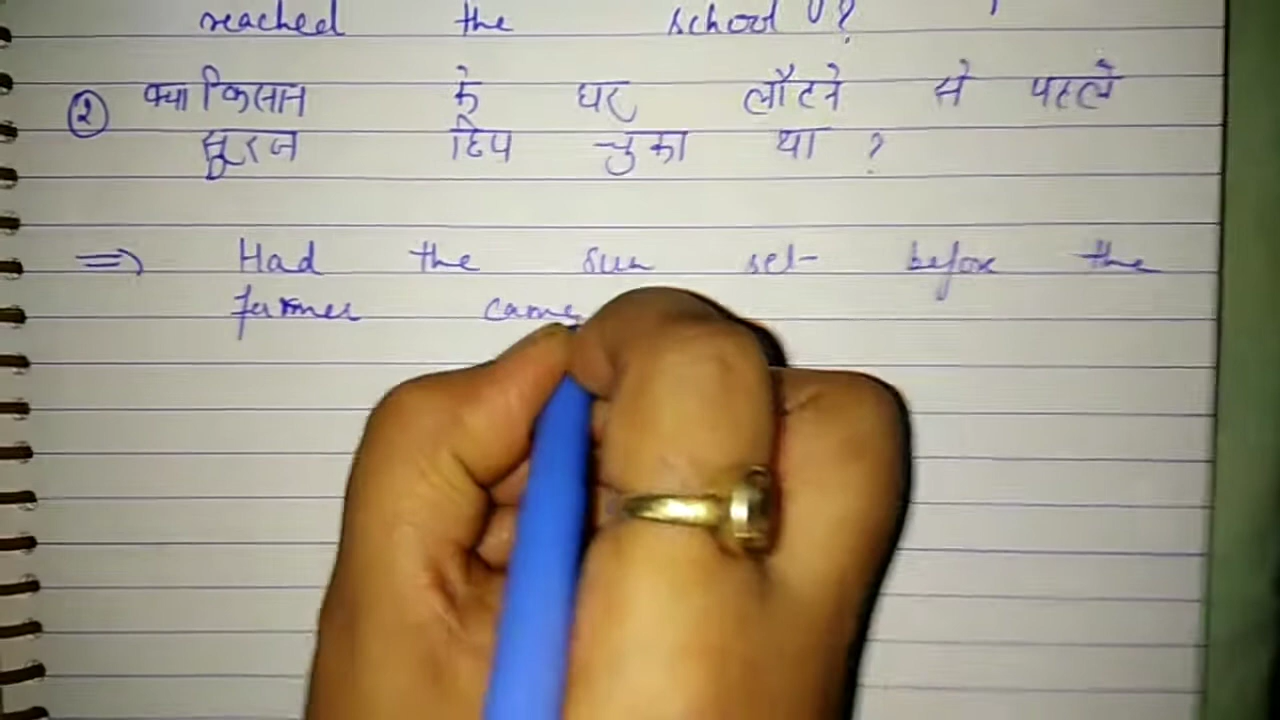 reached the school ?
② क्या किसान के घर लौटने से पहले
सूरज छिप चुका था ?
⇒ Had the sun set before the
farmer came